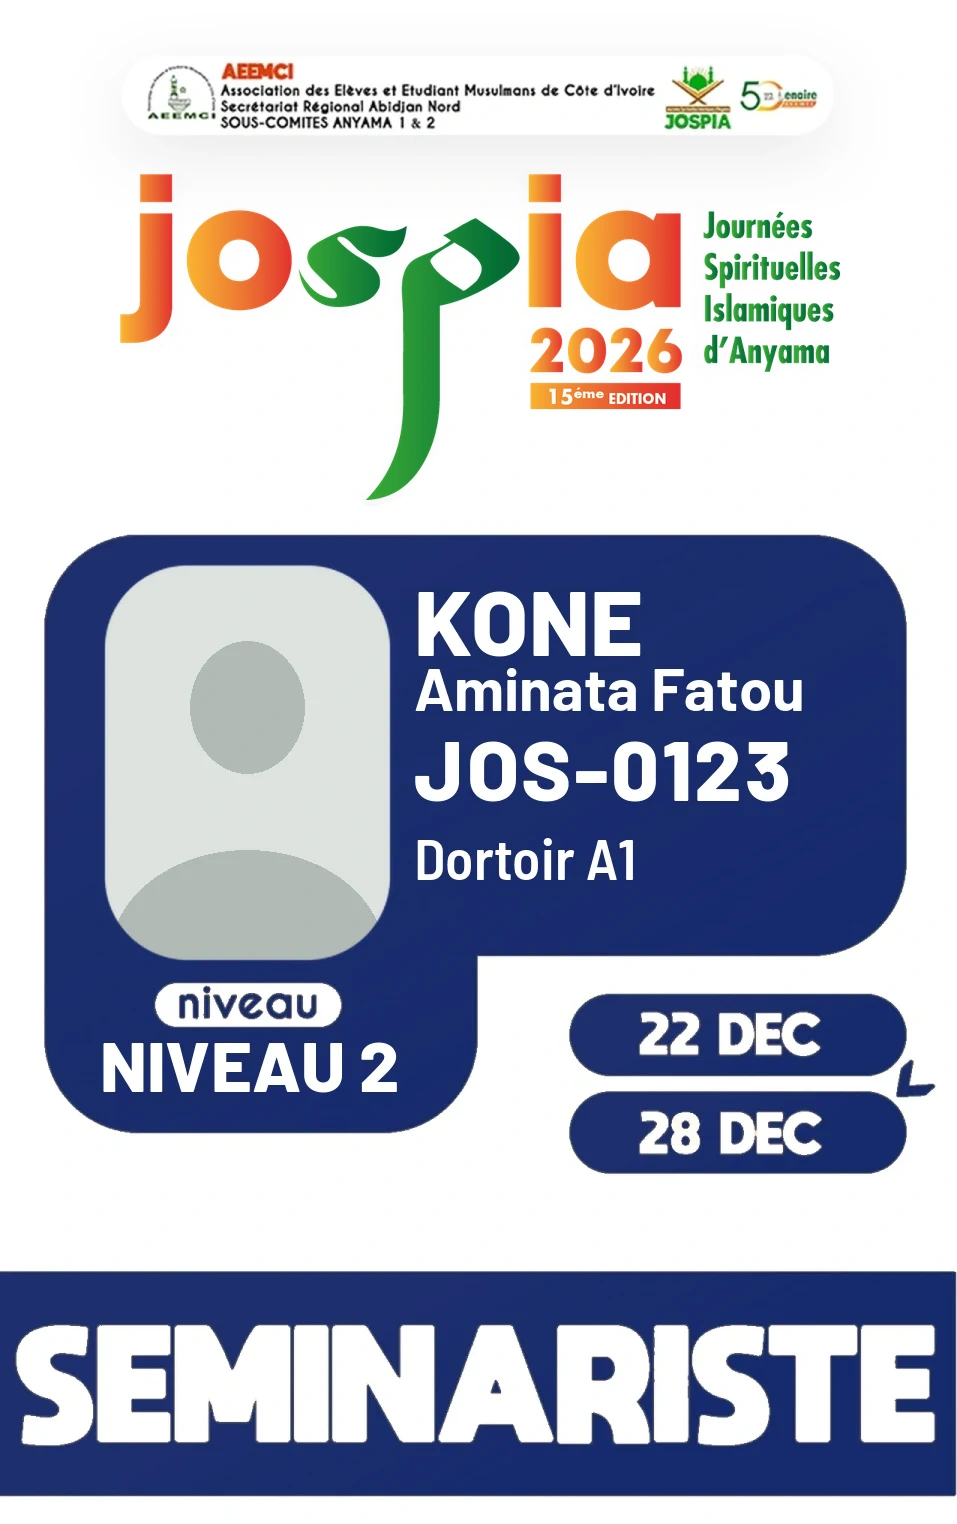 AEEMCI
Association des Elèves et Etudiant Musulmans de Côte d'Ivoire
Secrétariat Régional Abidjan Nord
SOUS-COMITES ANYAMA 1 & 2
AEEMCI
JOSPIA
jospia
2026
15éme EDITION
Journées
Spirituelles
Islamiques
d'Anyama
KONE
Aminata Fatou
JOS-0123
Dortoir A1
niveau
NIVEAU 2
22 DEC
28 DEC
SEMINARISTE